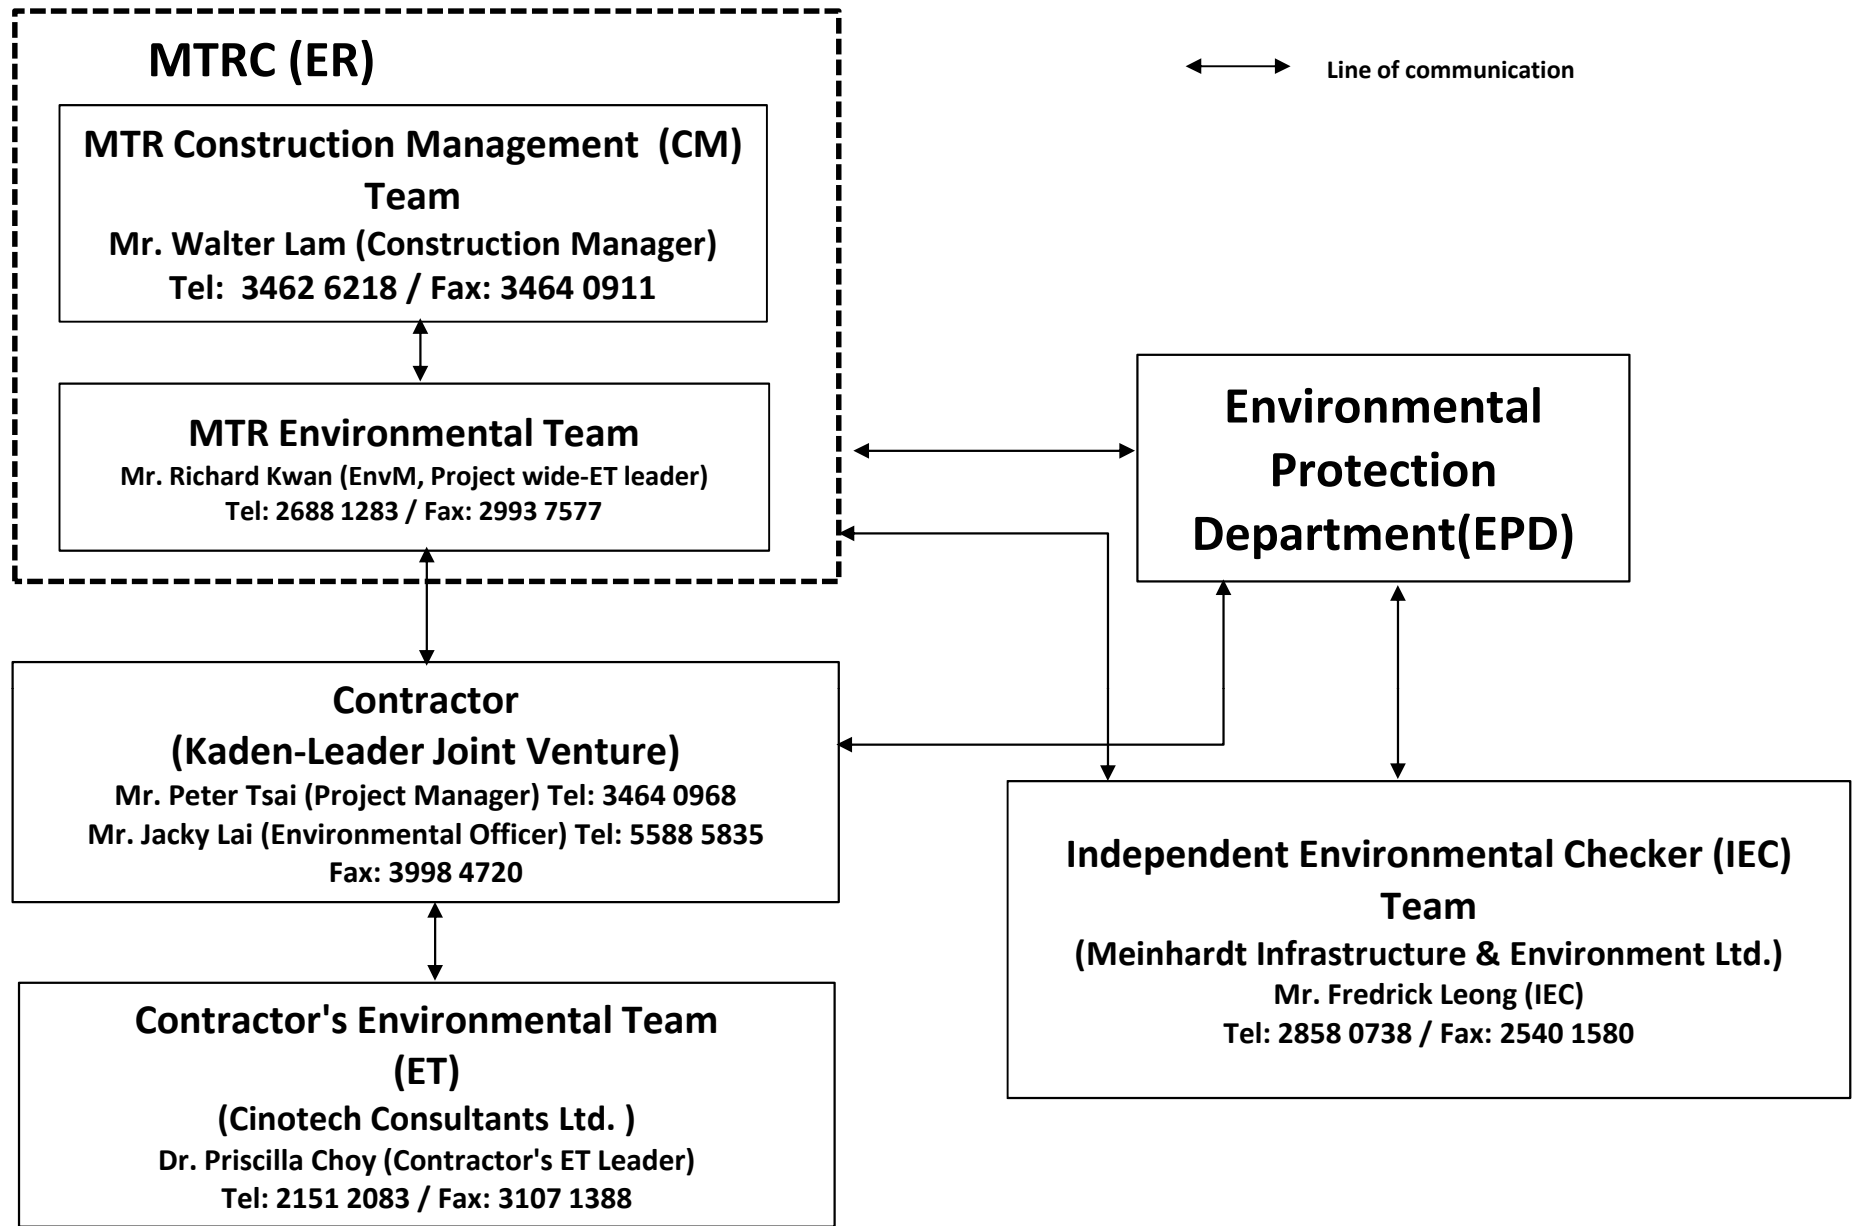 MTRC (ER)
Line of communication
MTR Construction Management (CM)
Team
Mr. Walter Lam (Construction Manager)
Tel: 3462 6218 / Fax: 3464 0911
MTR Environmental Team
Mr. Richard Kwan (EnvM, Project wide-ET leader)
Tel: 2688 1283 / Fax: 2993 7577
Environmental
Protection
Department(EPD)
Contractor
(Kaden-Leader Joint Venture)
Mr. Peter Tsai (Project Manager) Tel: 3464 0968
Mr. Jacky Lai (Environmental Officer) Tel: 5588 5835
Fax: 3998 4720
Independent Environmental Checker (IEC)
Team
(Meinhardt Infrastructure & Environment Ltd.)
Mr. Fredrick Leong (IEC)
Tel: 2858 0738 / Fax: 2540 1580
Contractor's Environmental Team
(ET)
(Cinotech Consultants Ltd. )
Dr. Priscilla Choy (Contractor's ET Leader)
Tel: 2151 2083 / Fax: 3107 1388